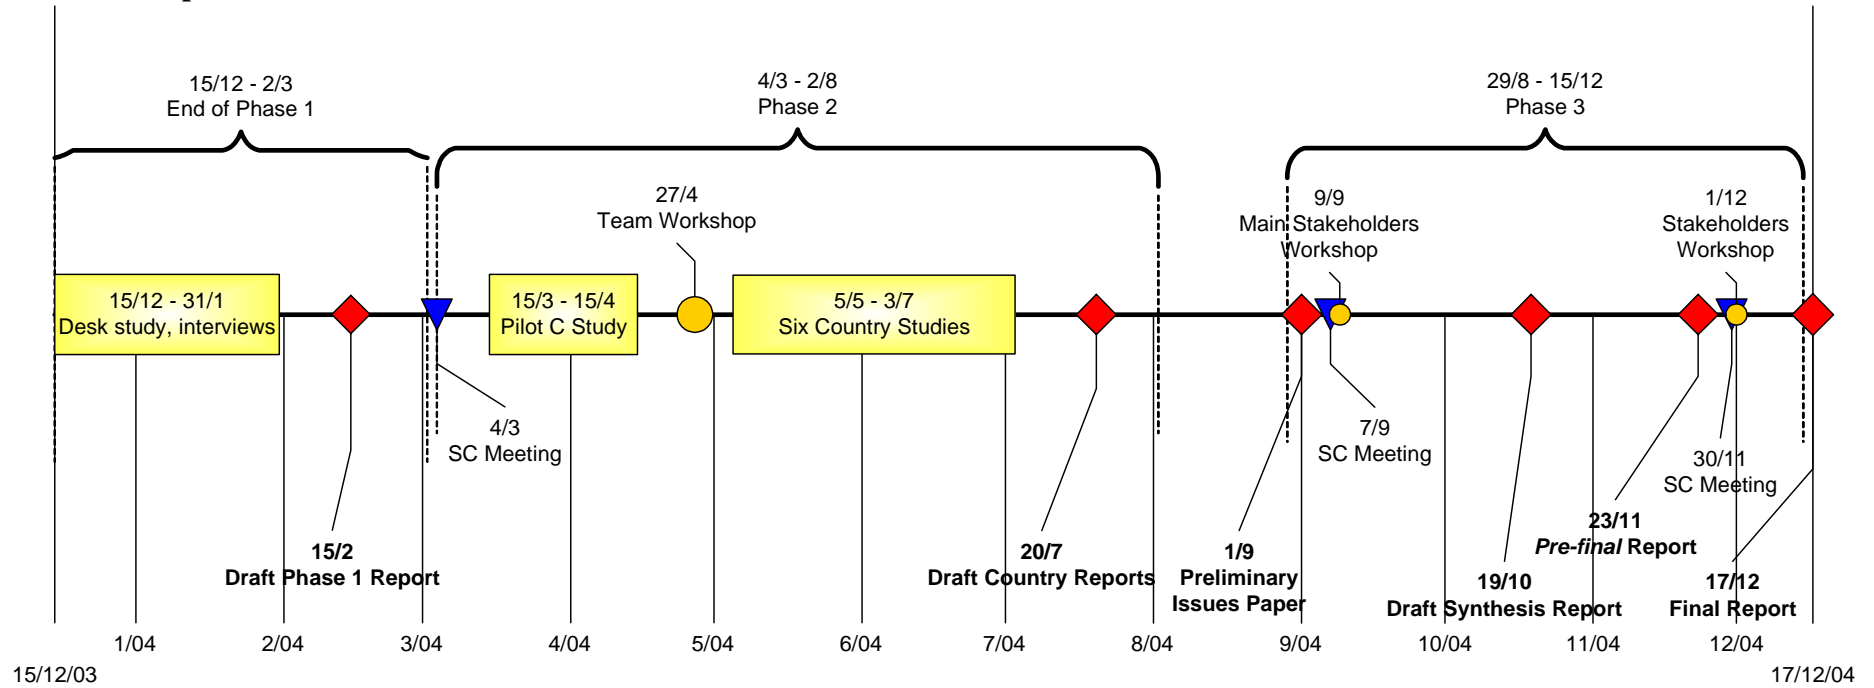 15/12 - 2/3
End of Phase 1
4/3 - 2/8
Phase 2
29/8 - 15/12
Phase 3
27/4
Team Workshop
9/9
Main Stakeholders
Workshop
1/12
Stakeholders
Workshop
15/12 - 31/1
Desk study, interviews
15/3 - 15/4
Pilot C Study
5/5 - 3/7
Six Country Studies
4/3
SC Meeting
7/9
SC Meeting
30/11
SC Meeting
15/2
Draft Phase 1 Report
20/7
Draft Country Reports
1/9
Preliminary
Issues Paper
19/10
Draft Synthesis Report
23/11
Pre-final Report
17/12
Final Report
1/04
2/04
3/04
4/04
5/04
6/04
7/04
8/04
9/04
10/04
11/04
12/04
15/12/03
17/12/04